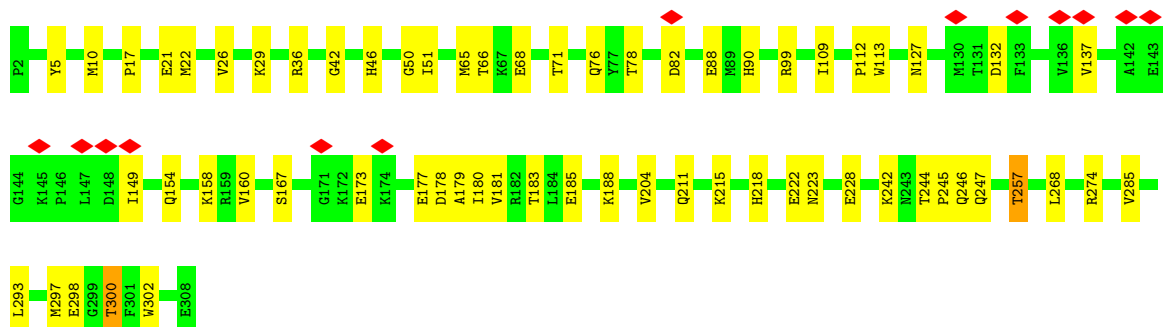 P2 Y5 M10 P17 E21 M22 V26 K29 R36 G42 H46 G50 I51 M65 T66 K67 E68 T71 Q76 Y77 T78 D82 E88 M89 H90 R99 I109 P112 W113 N127 M130 T131 D132 F133 V136 V137 A142 E143
G144 K145 P146 L147 D148 I149 Q154 K158 R159 V160 S167 G171 K172 E173 K174 E177 D178 A179 I180 V181 R182 T183 L184 E185 K188 V204 Q211 K215 H218 E222 N223 E228 K242 N243 T244 P245 Q246 Q247 T257 L268 R274 V285
L293 M297 E298 G299 T300 F301 W302 E308